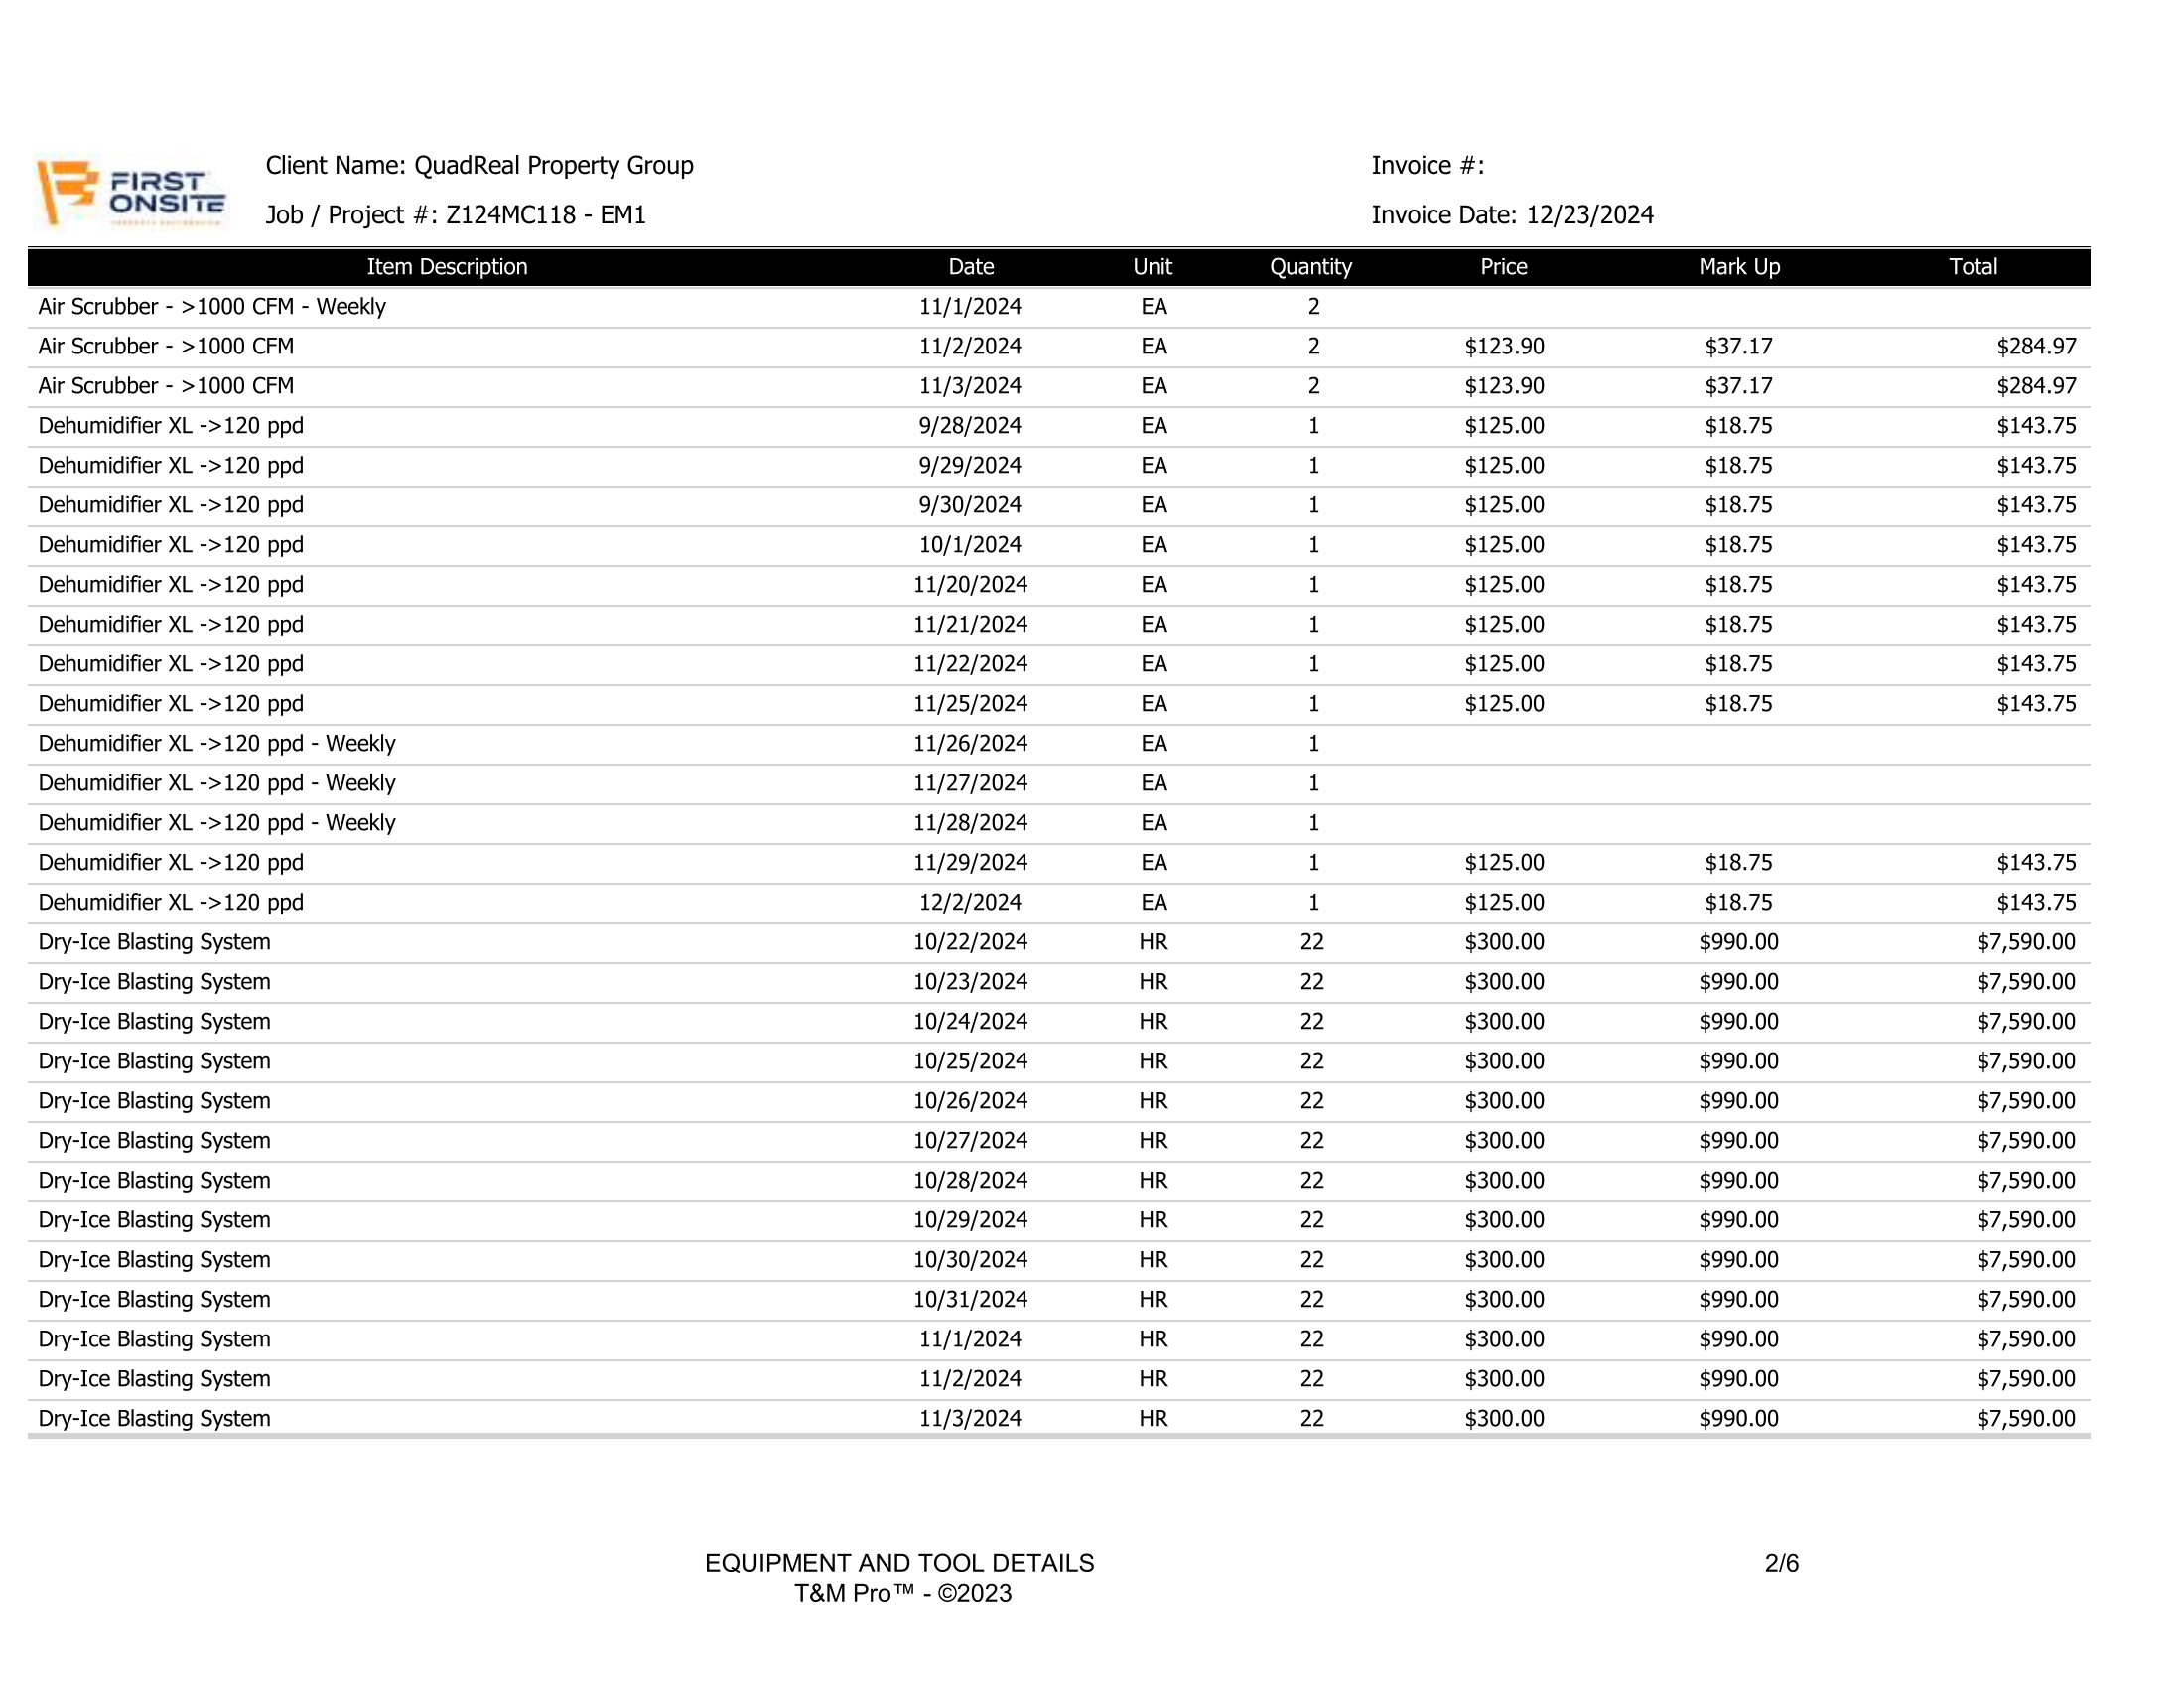 FIRST
ONSITE
Client Name: QuadReal Property Group
Invoice #:
Job / Project #: Z124MC118 - EM1
Invoice Date: 12/23/2024
Item Description Date Unit Quantity Price Mark Up Total
Air Scrubber - >1000 CFM - Weekly 11/1/2024 EA 2
Air Scrubber - >1000 CFM 11/2/2024 EA 2 $123.90 $37.17 $284.97
Air Scrubber - >1000 CFM 11/3/2024 EA 2 $123.90 $37.17 $284.97
Dehumidifier XL ->120 ppd 9/28/2024 EA 1 $125.00 $18.75 $143.75
Dehumidifier XL ->120 ppd 9/29/2024 EA 1 $125.00 $18.75 $143.75
Dehumidifier XL ->120 ppd 9/30/2024 EA 1 $125.00 $18.75 $143.75
Dehumidifier XL ->120 ppd 10/1/2024 EA 1 $125.00 $18.75 $143.75
Dehumidifier XL ->120 ppd 11/20/2024 EA 1 $125.00 $18.75 $143.75
Dehumidifier XL ->120 ppd 11/21/2024 EA 1 $125.00 $18.75 $143.75
Dehumidifier XL ->120 ppd 11/22/2024 EA 1 $125.00 $18.75 $143.75
Dehumidifier XL ->120 ppd 11/25/2024 EA 1 $125.00 $18.75 $143.75
Dehumidifier XL ->120 ppd - Weekly 11/26/2024 EA 1
Dehumidifier XL ->120 ppd - Weekly 11/27/2024 EA 1
Dehumidifier XL ->120 ppd - Weekly 11/28/2024 EA 1
Dehumidifier XL ->120 ppd 11/29/2024 EA 1 $125.00 $18.75 $143.75
Dehumidifier XL ->120 ppd 12/2/2024 EA 1 $125.00 $18.75 $143.75
Dry-Ice Blasting System 10/22/2024 HR 22 $300.00 $990.00 $7,590.00
Dry-Ice Blasting System 10/23/2024 HR 22 $300.00 $990.00 $7,590.00
Dry-Ice Blasting System 10/24/2024 HR 22 $300.00 $990.00 $7,590.00
Dry-Ice Blasting System 10/25/2024 HR 22 $300.00 $990.00 $7,590.00
Dry-Ice Blasting System 10/26/2024 HR 22 $300.00 $990.00 $7,590.00
Dry-Ice Blasting System 10/27/2024 HR 22 $300.00 $990.00 $7,590.00
Dry-Ice Blasting System 10/28/2024 HR 22 $300.00 $990.00 $7,590.00
Dry-Ice Blasting System 10/29/2024 HR 22 $300.00 $990.00 $7,590.00
Dry-Ice Blasting System 10/30/2024 HR 22 $300.00 $990.00 $7,590.00
Dry-Ice Blasting System 10/31/2024 HR 22 $300.00 $990.00 $7,590.00
Dry-Ice Blasting System 11/1/2024 HR 22 $300.00 $990.00 $7,590.00
Dry-Ice Blasting System 11/2/2024 HR 22 $300.00 $990.00 $7,590.00
Dry-Ice Blasting System 11/3/2024 HR 22 $300.00 $990.00 $7,590.00
EQUIPMENT AND TOOL DETAILS 2/6
T&M Pro™ - ©2023